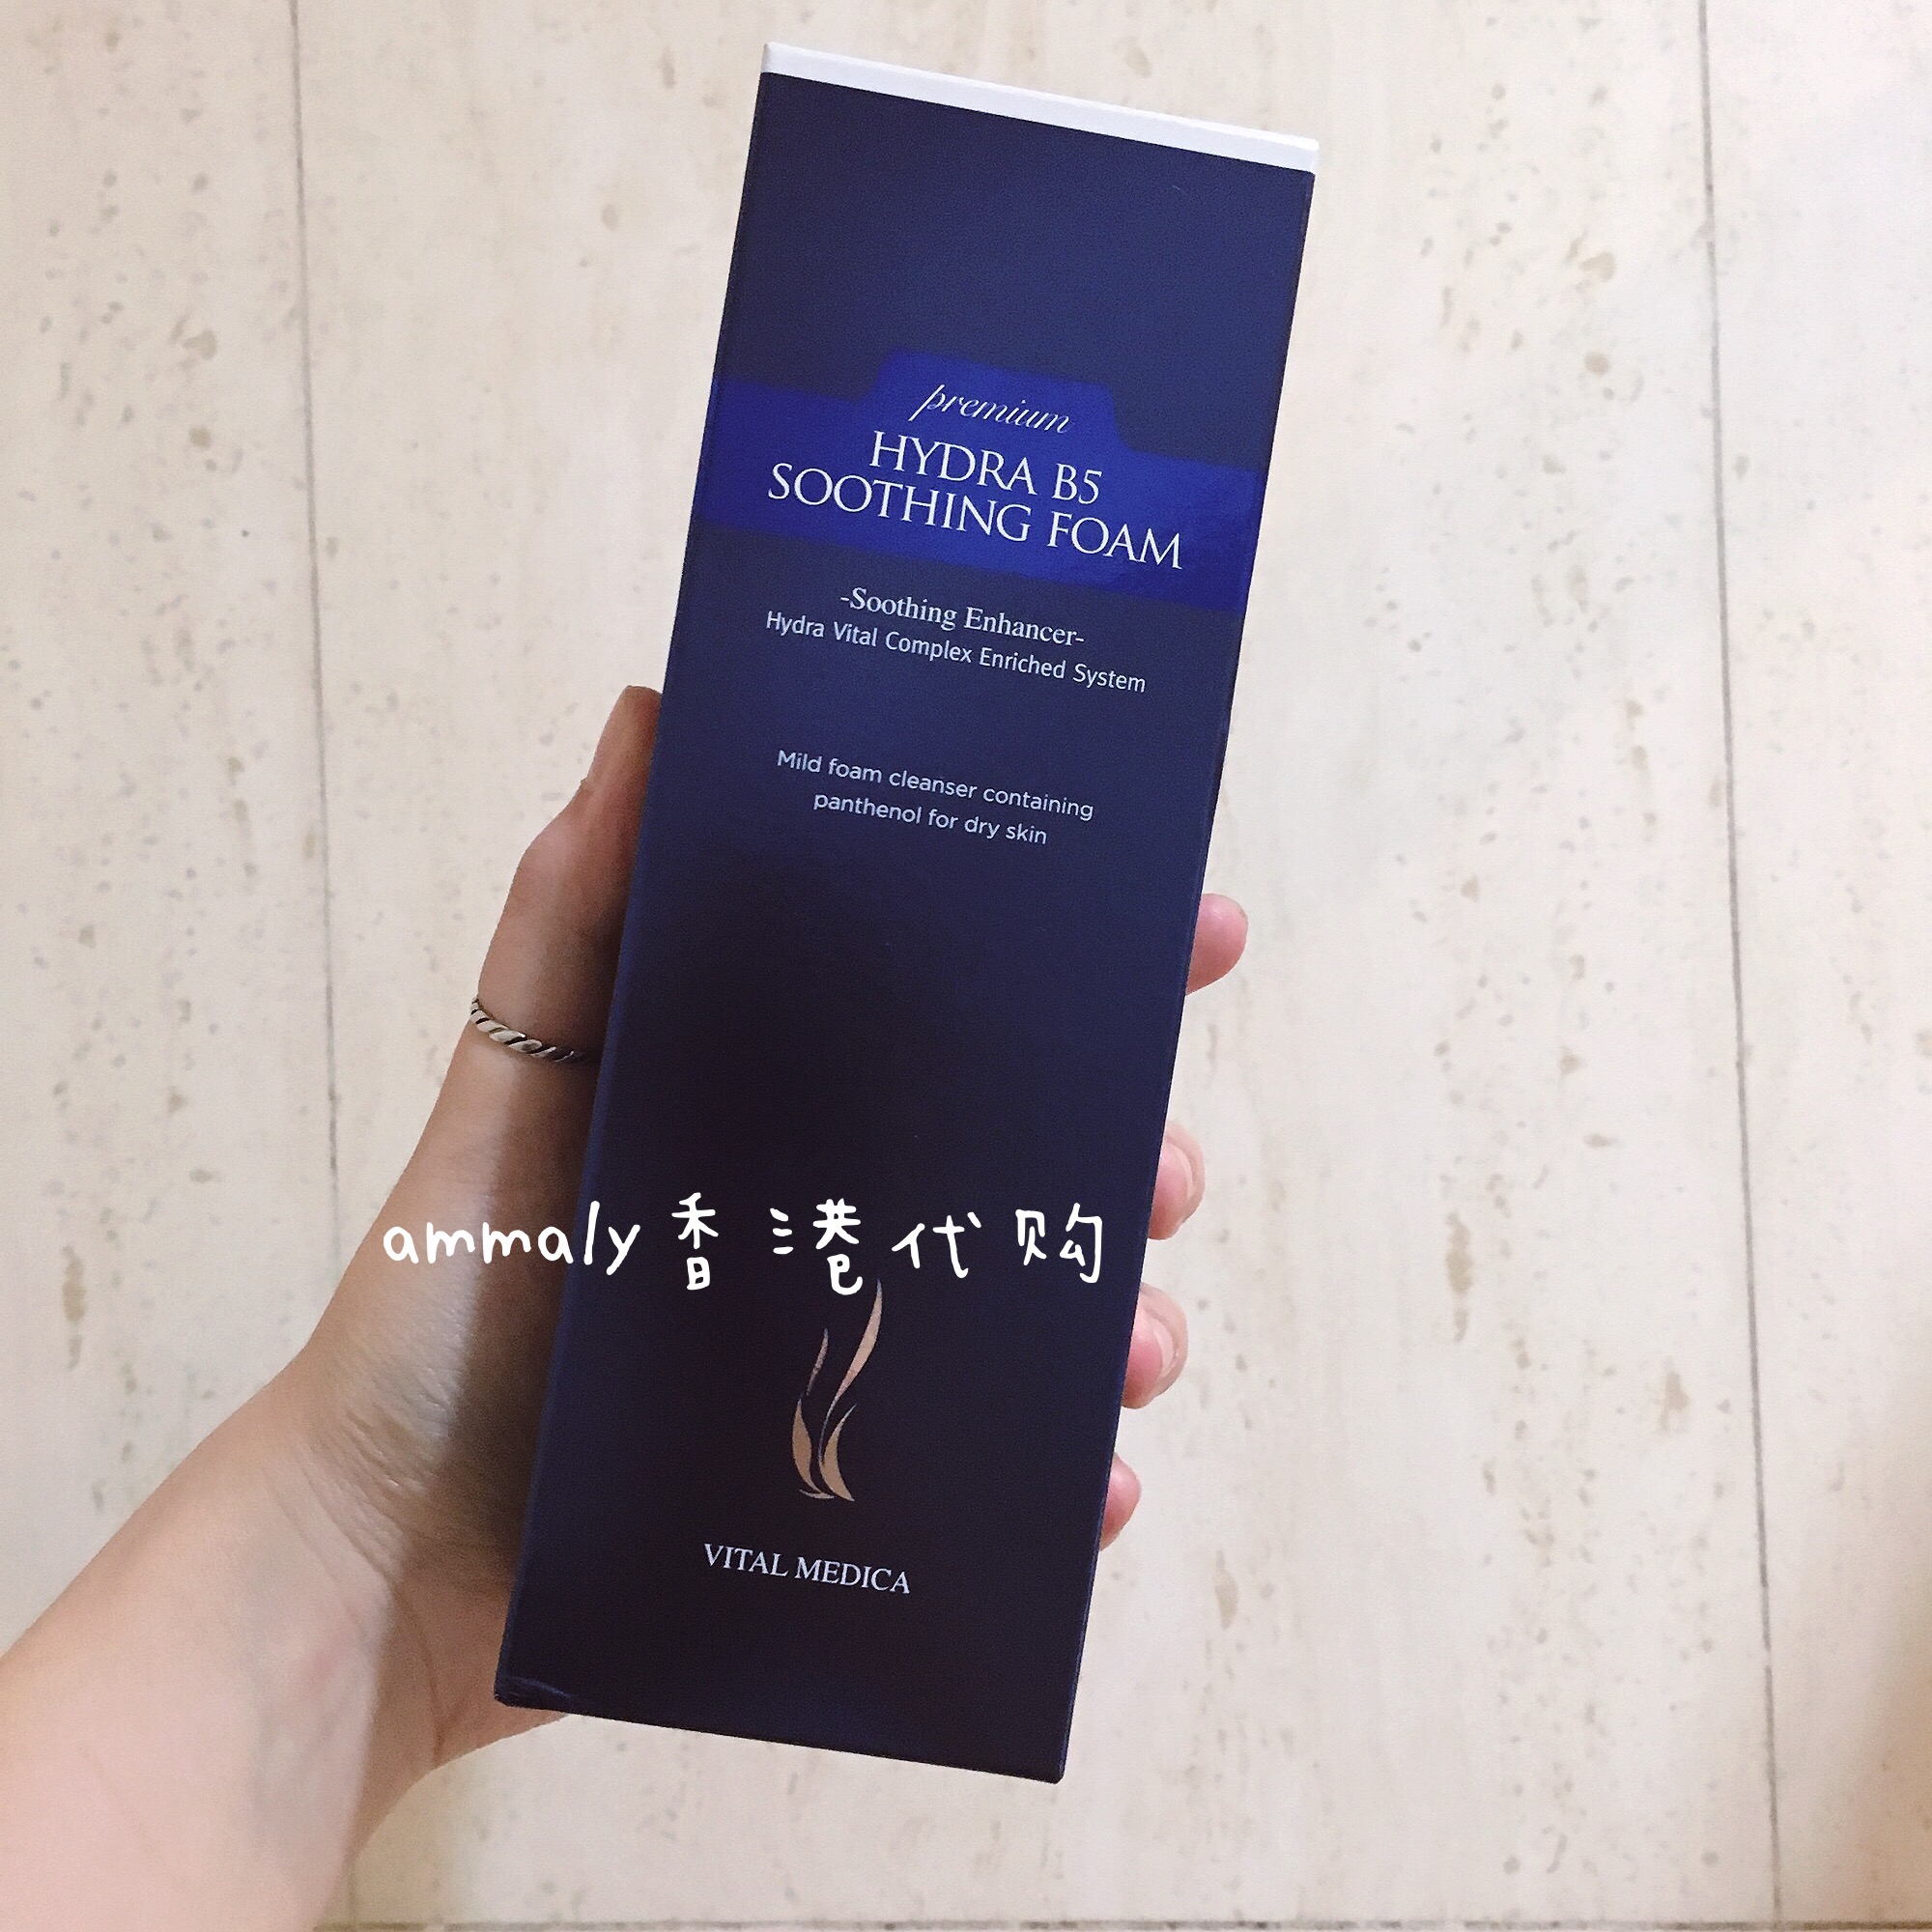 premium
HYDRA B5
SOOTHING FOAM
-Soothing Enhancer-
Hydra Vital Complex Enriched System
Mild foam cleanser containing
panthenol for dry skin
ammaly香港代购
VITAL MEDICA